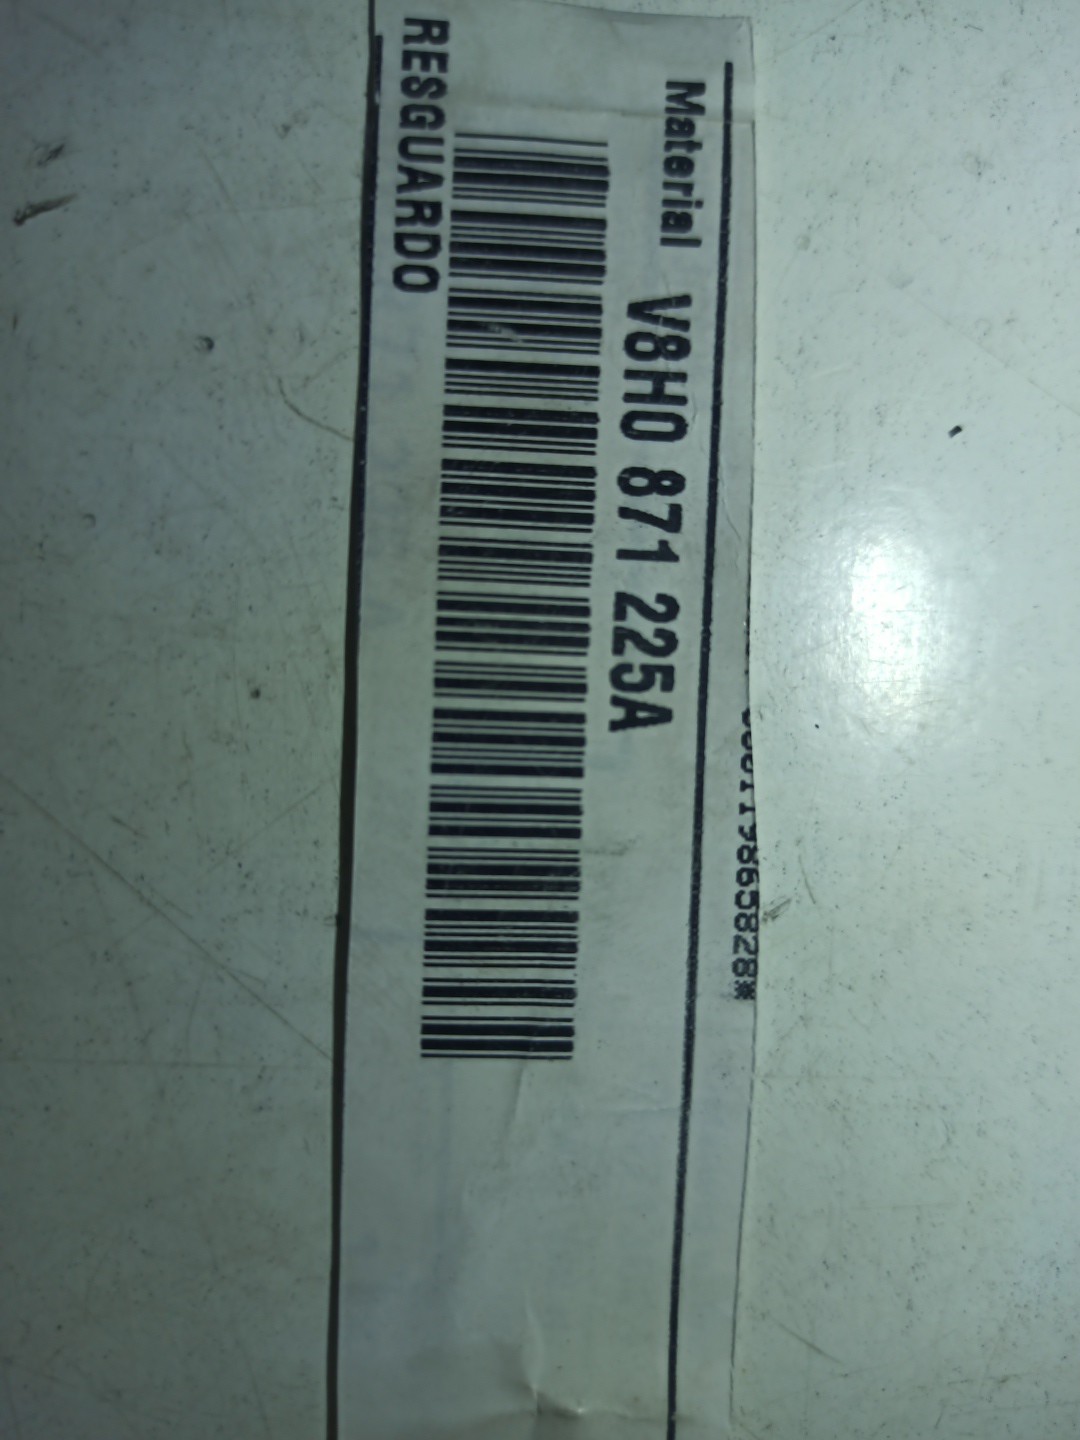 Material V8H0 871 225A
RESGUARDO